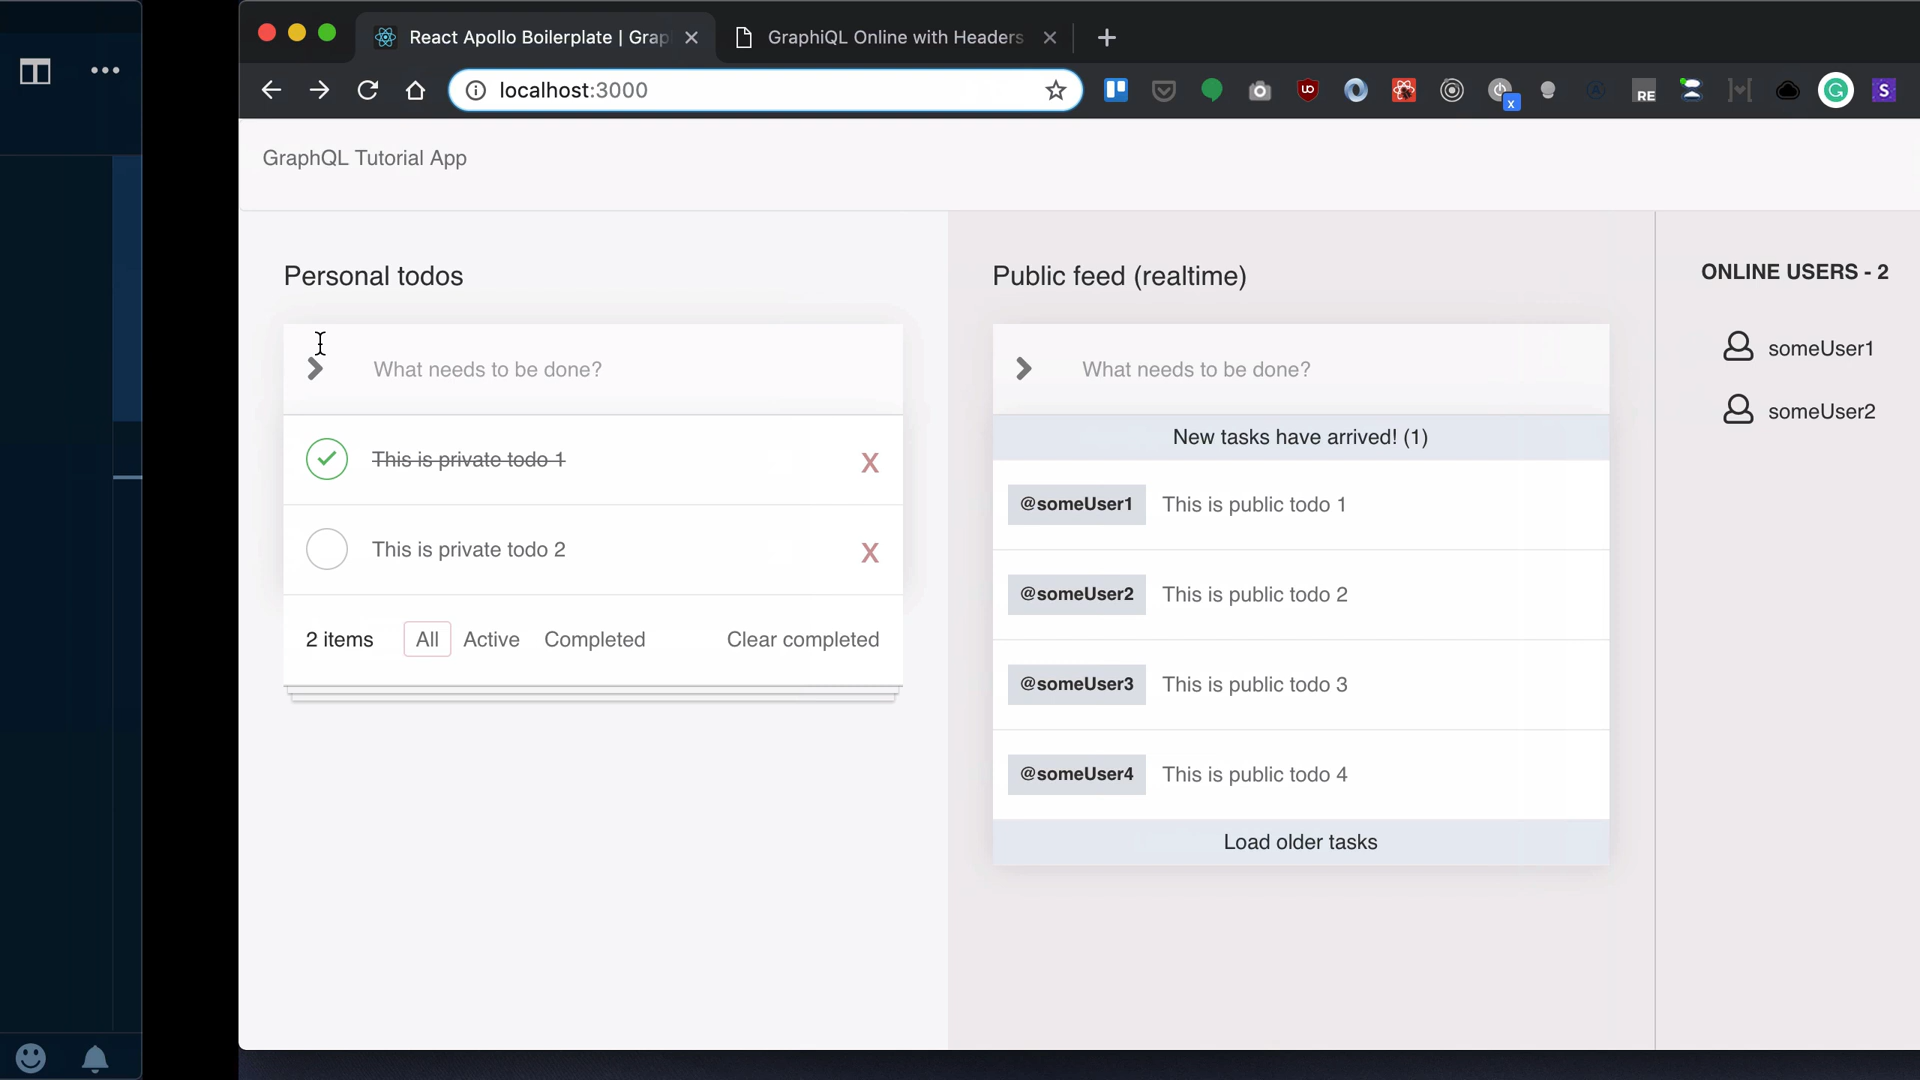 React Apollo Boilerplate | Grap
GraphiQL Online with Headers
localhost:3000
RE
x
S
GraphQL Tutorial App
Personal todos
What needs to be done?
This is private todo 1
X
This is private todo 2
X
2 items
All
Active
Completed
Clear completed
Public feed (realtime)
What needs to be done?
New tasks have arrived! (1)
@someUser1 This is public todo 1
@someUser2 This is public todo 2
@someUser3 This is public todo 3
@someUser4 This is public todo 4
Load older tasks
ONLINE USERS - 2
someUser1
someUser2